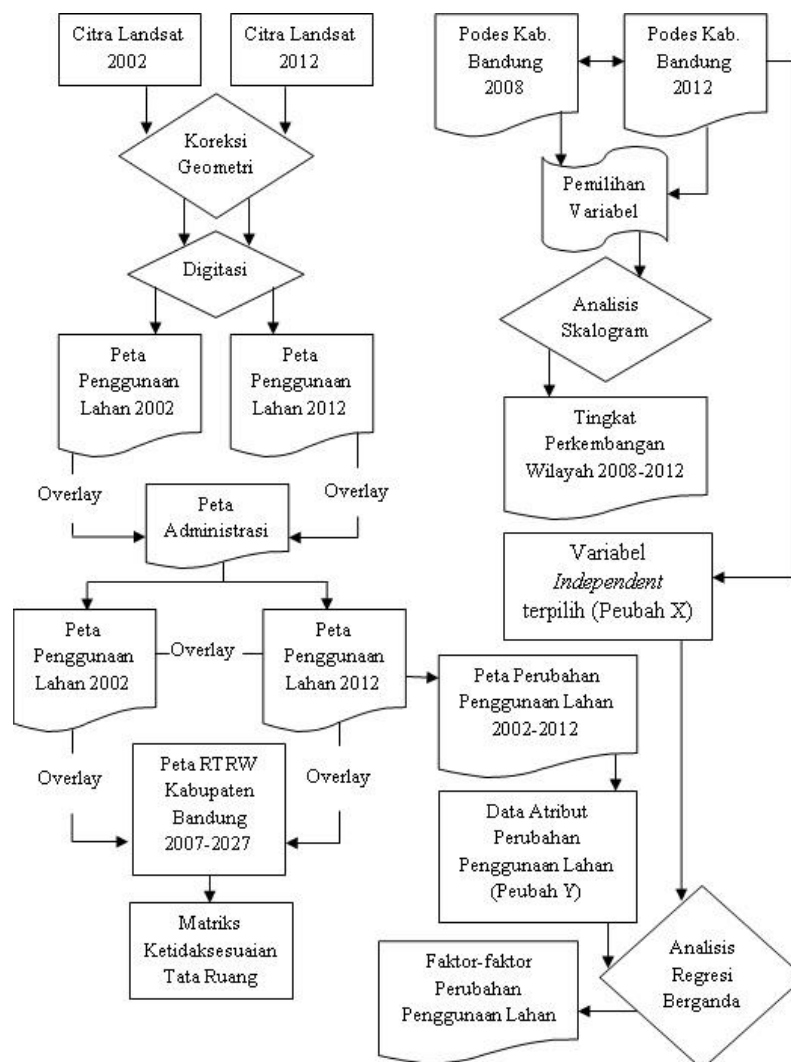 Citra Landsat
2002
Citra Landsat
2012
Koreksi
Geometri
Digitasi
Peta
Penggunaan
Lahan 2002
Peta
Penggunaan
Lahan 2012
Overlay
Overlay
Peta
Administrasi
Peta
Penggunaan
Lahan 2002
Overlay
Peta
Penggunaan
Lahan 2012
Overlay
Overlay
Peta RTRW
Kabupaten
Bandung
2007-2027
Matriks
Ketidaksesuaian
Tata Ruang
Podes Kab.
Bandung
2008
Podes Kab.
Bandung
2012
Pemilihan
Variabel
Analisis
Skalogram
Tingkat
Perkembangan
Wilayah 2008-2012
Variabel
Independent
terpilih (Peubah X)
Peta Perubahan
Penggunaan Lahan
2002-2012
Data Atribut
Perubahan
Penggunaan Lahan
(Peubah Y)
Analisis
Regresi
Berganda
Faktor-faktor
Perubahan
Penggunaan Lahan